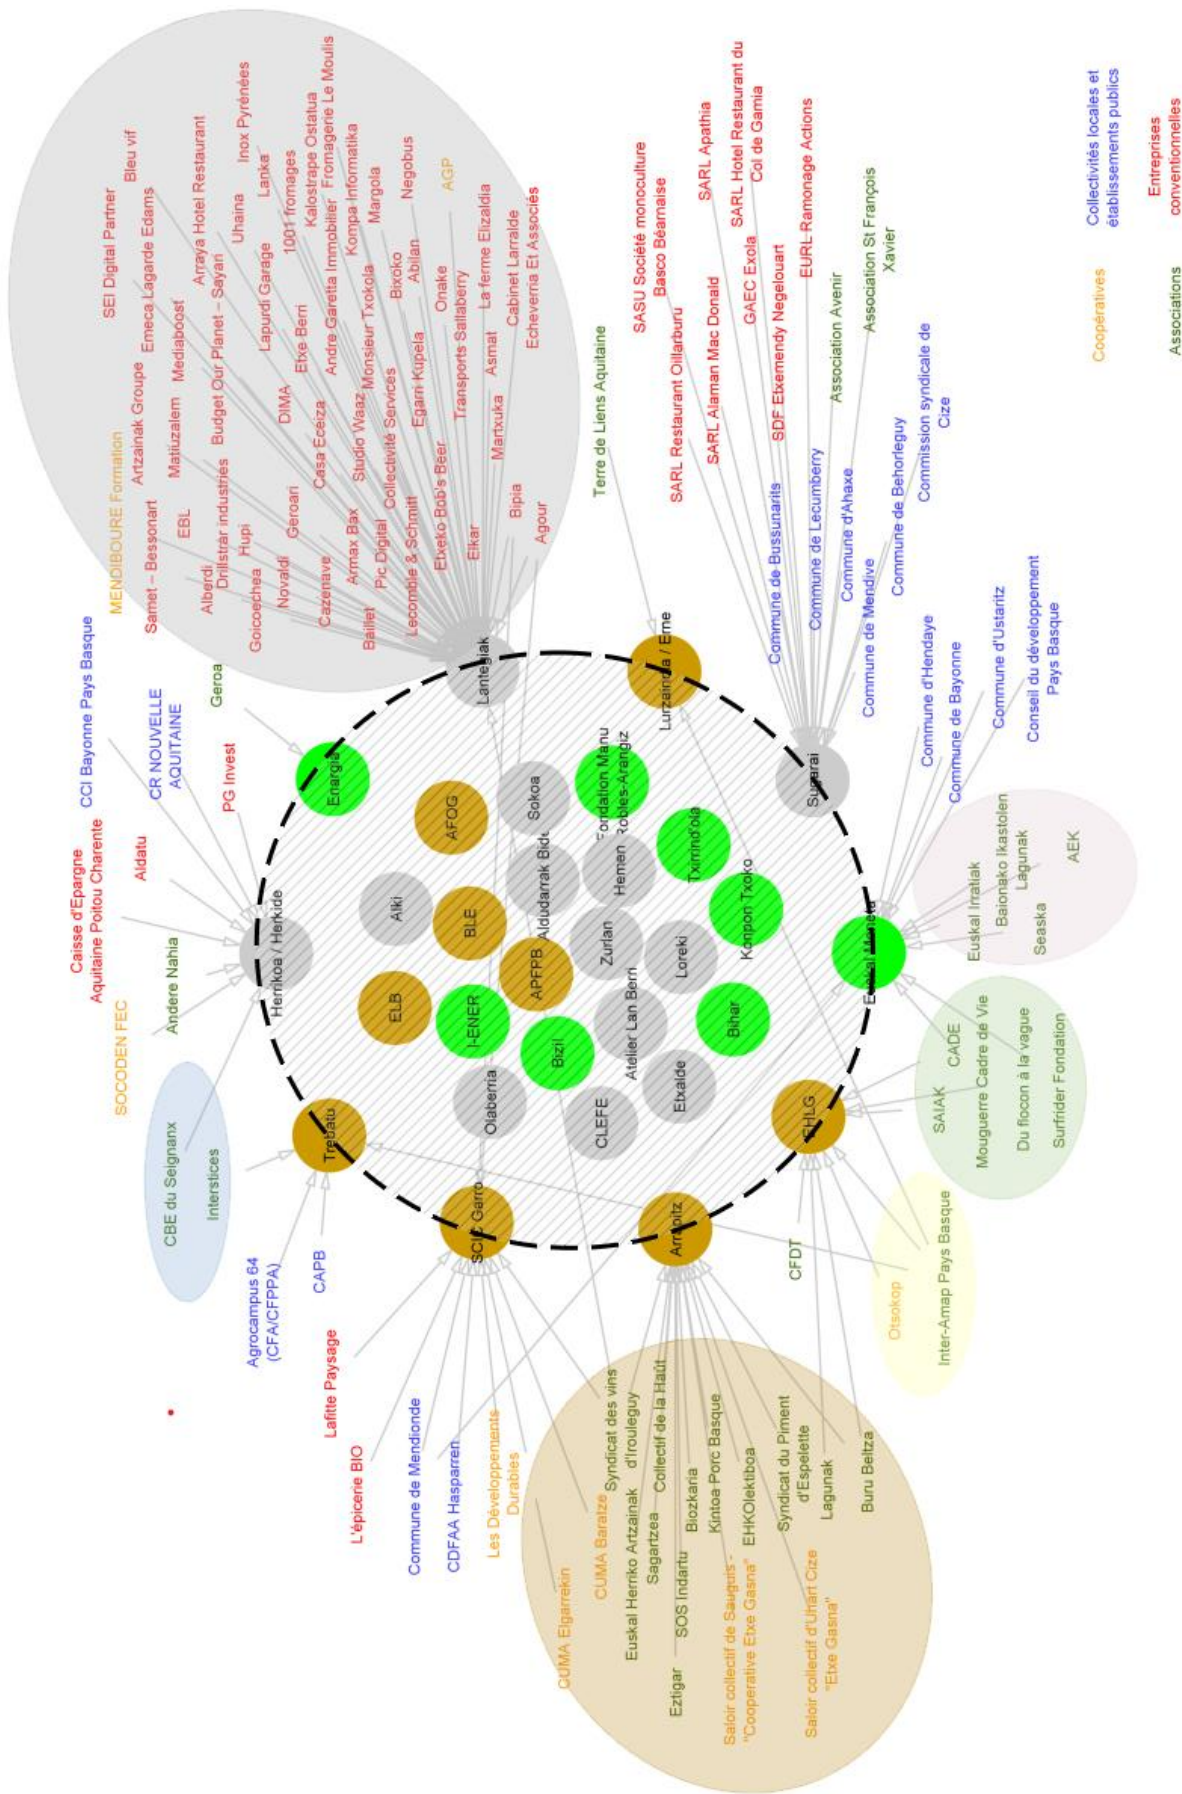 SEI Digital Partner
Bleu vif
MENDIBOURE Formation
Artzainak Groupe
Emeca Lagarde Edams
Arraya Hotel Restaurant
Samet – Bessonart
Matiuzalem
Mediaboost
Budget Our Planet – Sayari
Uhaina
Inox Pyrénées
EBL
Alberdi
Drillstar industries
Lapurdi Garage
Lanka
Goicoechea
Hupi
DIMA
Etxe Berri
1001 fromages
Kalostrape Ostatua
Novaldi
Geroari
Casa Eceiza
Andre Garetta Immobilier
Fromagerie Le Moulis
Cazenave
Armax Bax
Studio Waaz
Monsieur Txokola
Kompa Informatika
Margola
Baillet
Pic Digital
Collectivité Services
Bixoko
Negobus
Lecomble & Schmitt
Egarri Kupela
Abilan
Etxeko Bob's Beer
Onake
AGP
Transports Sallaberry
Elkar
La ferme Elizaldia
Martxuka
Asmat
Cabinet Larralde
Bipia
Echeverria Et Associés
Agour
Terre de Liens Aquitaine
SASU Société monoculture
Basco Béarnaise
SARL Restaurant Oillarburu
SARL Apathia
SARL Alaman Mac Donald
SARL Hotel Restaurant du
Col de Gamia
GAEC Exola
SDF Etxemendy Negelouart
EURL Ramonage Actions
Association Avenir
Association St François
Xavier
Commune de Bussunarits
Commune de Lecumberry
Commune d'Ahaxe
Commune de Mendive
Commune de Behorleguy
Commission syndicale de
Cize
Commune d'Hendaye
Commune de Bayonne
Commune d'Ustaritz
Conseil du développement
Pays Basque
CCI Bayonne Pays Basque
CR NOUVELLE
AQUITAINE
PG Invest
Geroa
Caisse d'Epargne
Aquitaine Poitou Charente
Aldatu
Andere Nahia
SOCODEN FEC
CBE du Seignanx
Interstices
Agrocampus 64
(CFA/CFPPA)
CAPB
Lafitte Paysage
L'épicerie BIO
Commune de Mendionde
CDFAA Hasparren
Les Développements
Durables
CUMA Elgarrekin
CUMA Baratze
Syndicat des vins
d'Irouleguy
Euskal Herriko Artzainak
Sagartzea
Collectif de la Haüt
Eztigar
SOS Indartu
Biozkaria
Kintoa Porc Basque
EHKOlektiboa
Saloir collectif de Sauguis -
"Cooperative Etxe Gasna"
Syndicat du Piment
d'Espelette
Lagunak
Saloir collectif d'Uhart Cize
"Etxe Gasna"
Buru Beltza
CFDT
Otsokop
Inter-Amap Pays Basque
SAIAK
CADE
Mouguerre Cadre de Vie
Du flocon à la vague
Surfrider Fondation
Euskal Irratiak
Baionako Ikastolen
Lagunak
Seaska
AEK
Herrikoa / Herkide
Enargia
Lantegiak
Lurzaindia / Erne
Sugarai
Euskal Moneta
EHLG
Arrapitz
SCIC Garro
Trebatu
AFOG
Alki
BLE
ELB
I-ENER
Sokoa
Aldudarrak Bide
APFPB
Bizi!
Olaberria
Fondation Manu
Robles-Arangiz
Hemen
Zurlan
Atelier Lan Berri
CLEFE
Txirrind'ola
Loreki
Etxalde
Konpon Txoko
Bihar
Coopératives
Collectivités locales et
établissements publics
Associations
Entreprises
conventionnelles